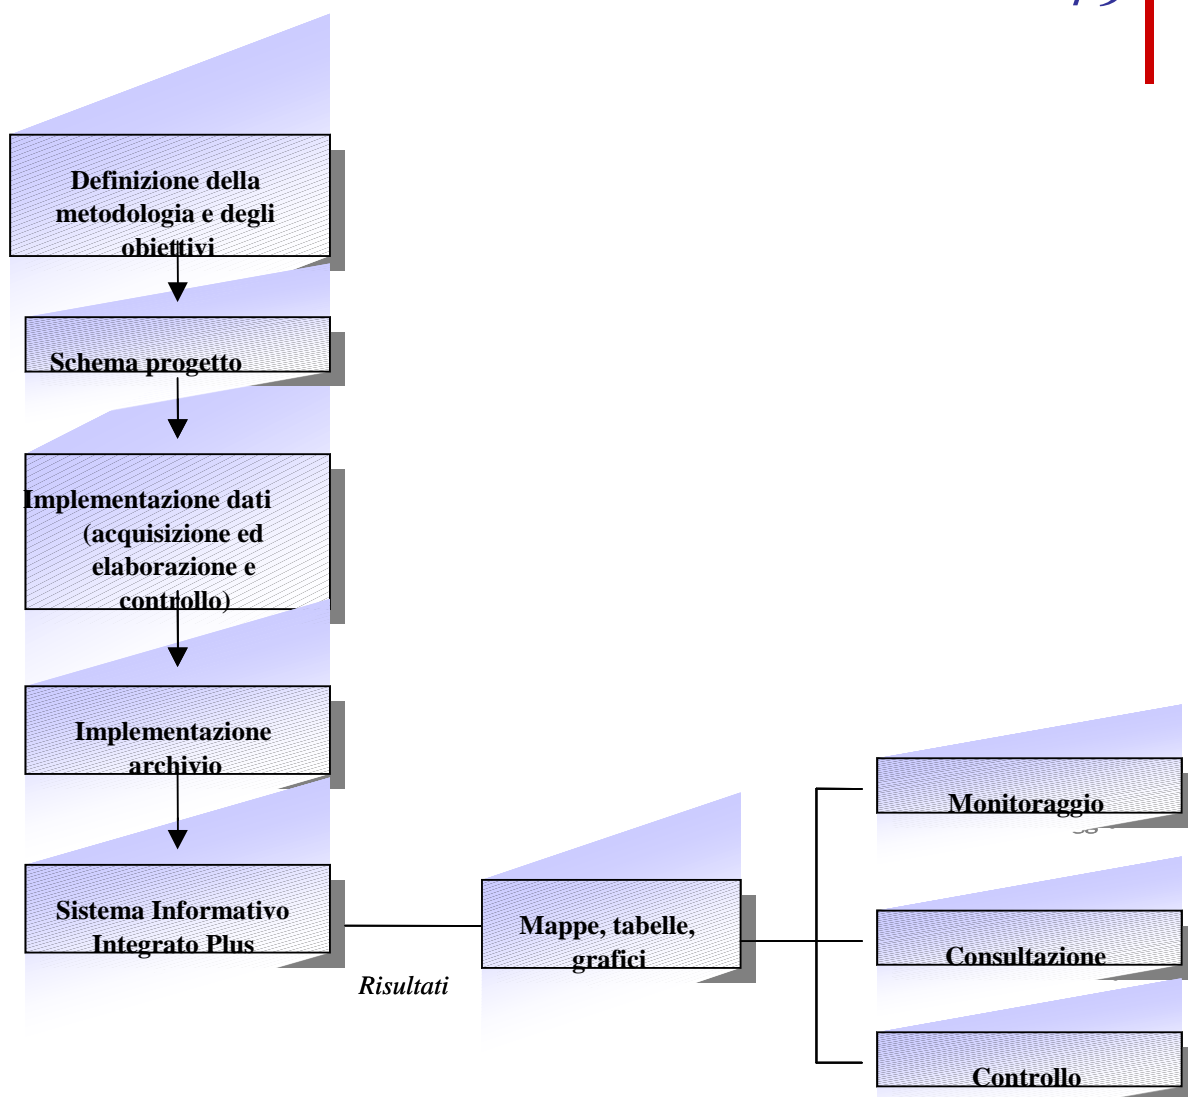 Definizione della
metodologia e degli
obiettivi
Schema progetto
Implementazione dati
(acquisizione ed
elaborazione e
controllo)
Implementazione
archivio
Sistema Informativo
Integrato Plus
Risultati
Mappe, tabelle,
grafici
Monitoraggio
Consultazione
Controllo